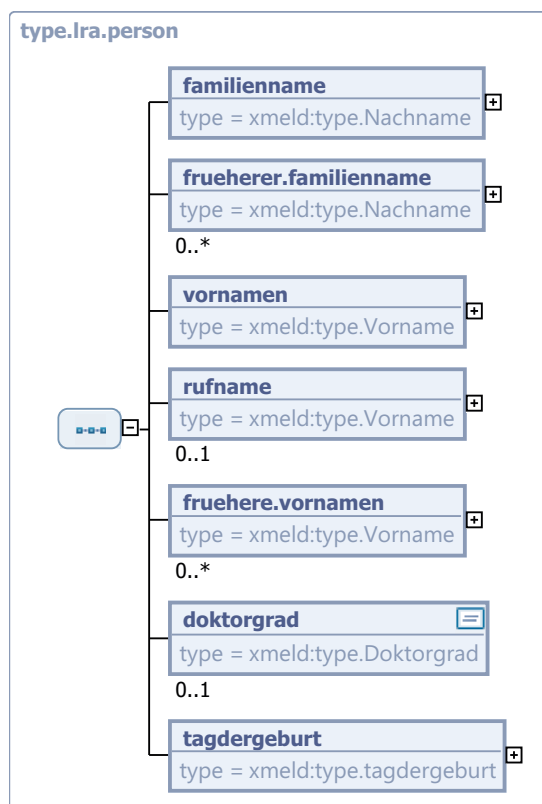 type.lra.person
familienname
type = xmeld:type.Nachname
frueherer.familienname
type = xmeld:type.Nachname
0..*
vornamen
type = xmeld:type.Vorname
rufname
type = xmeld:type.Vorname
0..1
fruehere.vornamen
type = xmeld:type.Vorname
0..*
doktorgrad
type = xmeld:type.Doktorgrad
0..1
tagdergeburt
type = xmeld:type.tagdergeburt